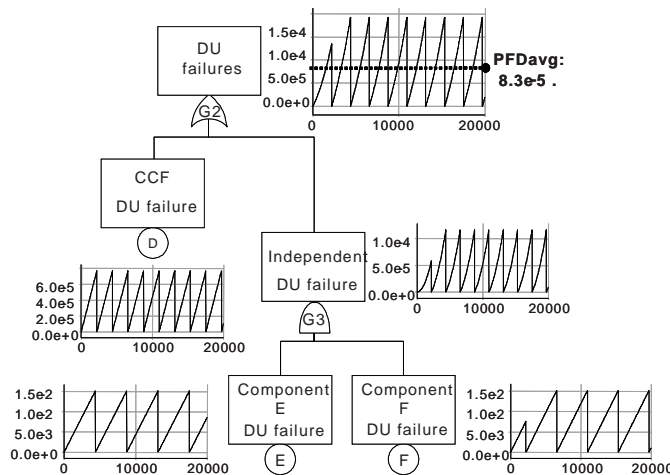 DU
failures
G2
1.5e4
1.0e4
5.0e5
0.0e+0
0
10000
20000
PFDavg:
8.3e-5 .
CCF
DU failure
D
Independent
DU failure
G3
1.0e4
5.0e5
0.0e+0
0
10000
20000
6.0e5
4.0e5
2.0e5
0.0e+0
0
10000
20000
1.5e2
1.0e2
5.0e3
0.0e+0
0
10000
20000
Component
E
DU failure
E
Component
F
DU failure
F
1.5e2
1.0e2
5.0e3
0.0e+0
0
10000
20000